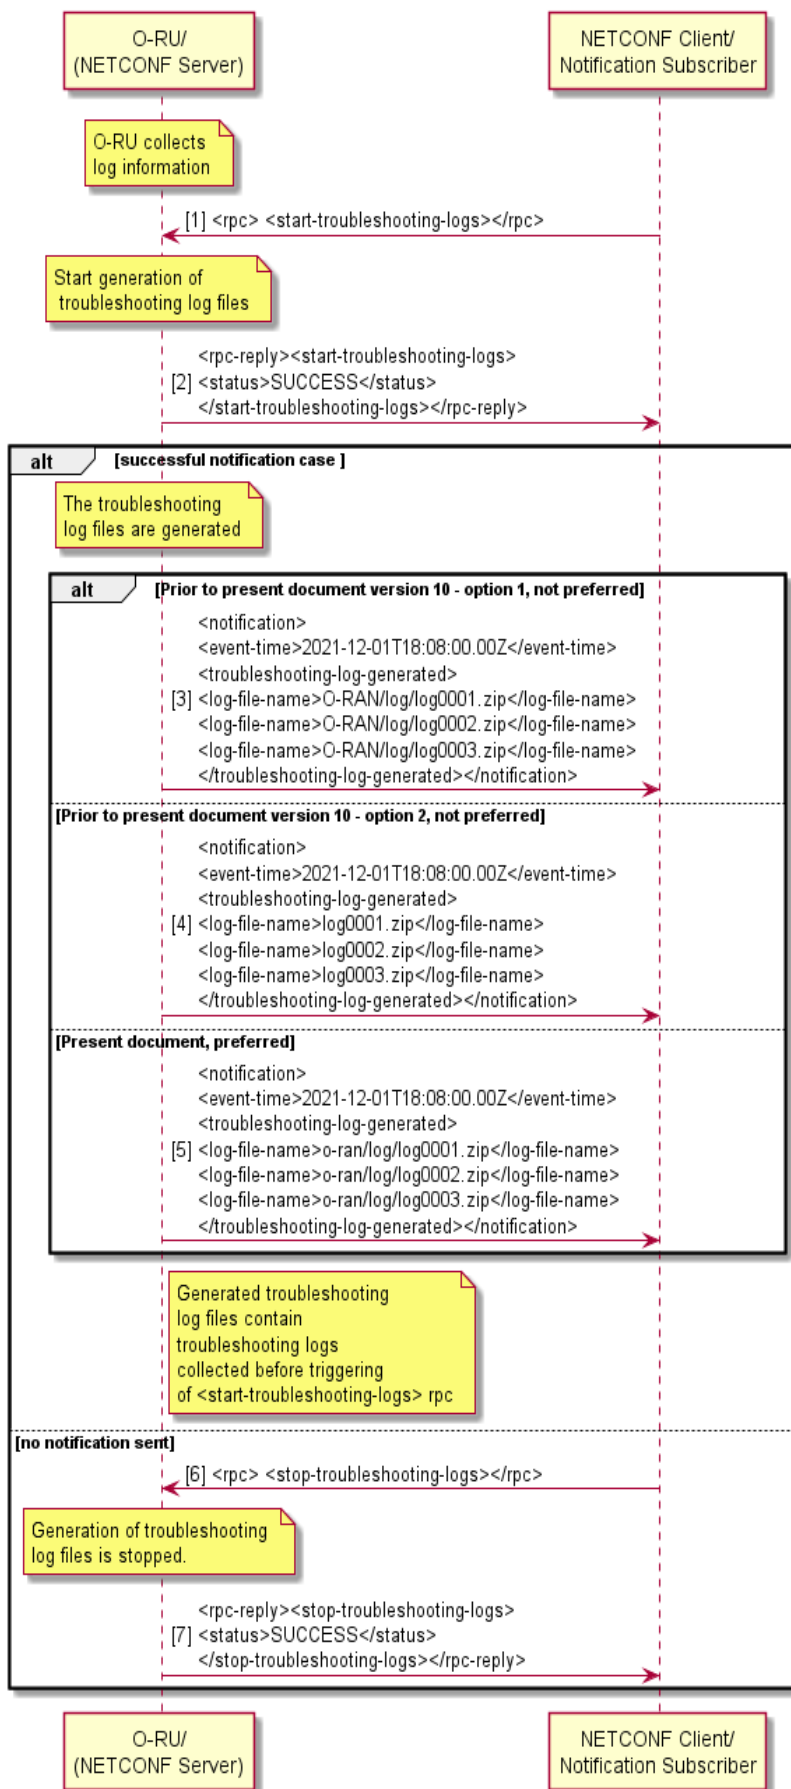 O-RU/
(NETCONF Server)
NETCONF Client/
Notification Subscriber
O-RU collects
log information
[1] <rpc> <start-troubleshooting-logs></rpc>
Start generation of
troubleshooting log files
<rpc-reply><start-troubleshooting-logs>
[2] <status>SUCCESS</status>
</start-troubleshooting-logs></rpc-reply>
alt [successful notification case ]
The troubleshooting
log files are generated
alt [Prior to present document version 10 - option 1, not preferred]
<notification>
<event-time>2021-12-01T18:08:00.00Z</event-time>
<troubleshooting-log-generated>
[3] <log-file-name>O-RAN/log/log0001.zip</log-file-name>
<log-file-name>O-RAN/log/log0002.zip</log-file-name>
<log-file-name>O-RAN/log/log0003.zip</log-file-name>
</troubleshooting-log-generated></notification>
[Prior to present document version 10 - option 2, not preferred]
<notification>
<event-time>2021-12-01T18:08:00.00Z</event-time>
<troubleshooting-log-generated>
[4] <log-file-name>log0001.zip</log-file-name>
<log-file-name>log0002.zip</log-file-name>
<log-file-name>log0003.zip</log-file-name>
</troubleshooting-log-generated></notification>
[Present document, preferred]
<notification>
<event-time>2021-12-01T18:08:00.00Z</event-time>
<troubleshooting-log-generated>
[5] <log-file-name>o-ran/log/log0001.zip</log-file-name>
<log-file-name>o-ran/log/log0002.zip</log-file-name>
<log-file-name>o-ran/log/log0003.zip</log-file-name>
</troubleshooting-log-generated></notification>
Generated troubleshooting
log files contain
troubleshooting logs
collected before triggering
of <start-troubleshooting-logs> rpc
[no notification sent]
[6] <rpc> <stop-troubleshooting-logs></rpc>
Generation of troubleshooting
log files is stopped.
<rpc-reply><stop-troubleshooting-logs>
[7] <status>SUCCESS</status>
</stop-troubleshooting-logs></rpc-reply>
O-RU/
(NETCONF Server)
NETCONF Client/
Notification Subscriber